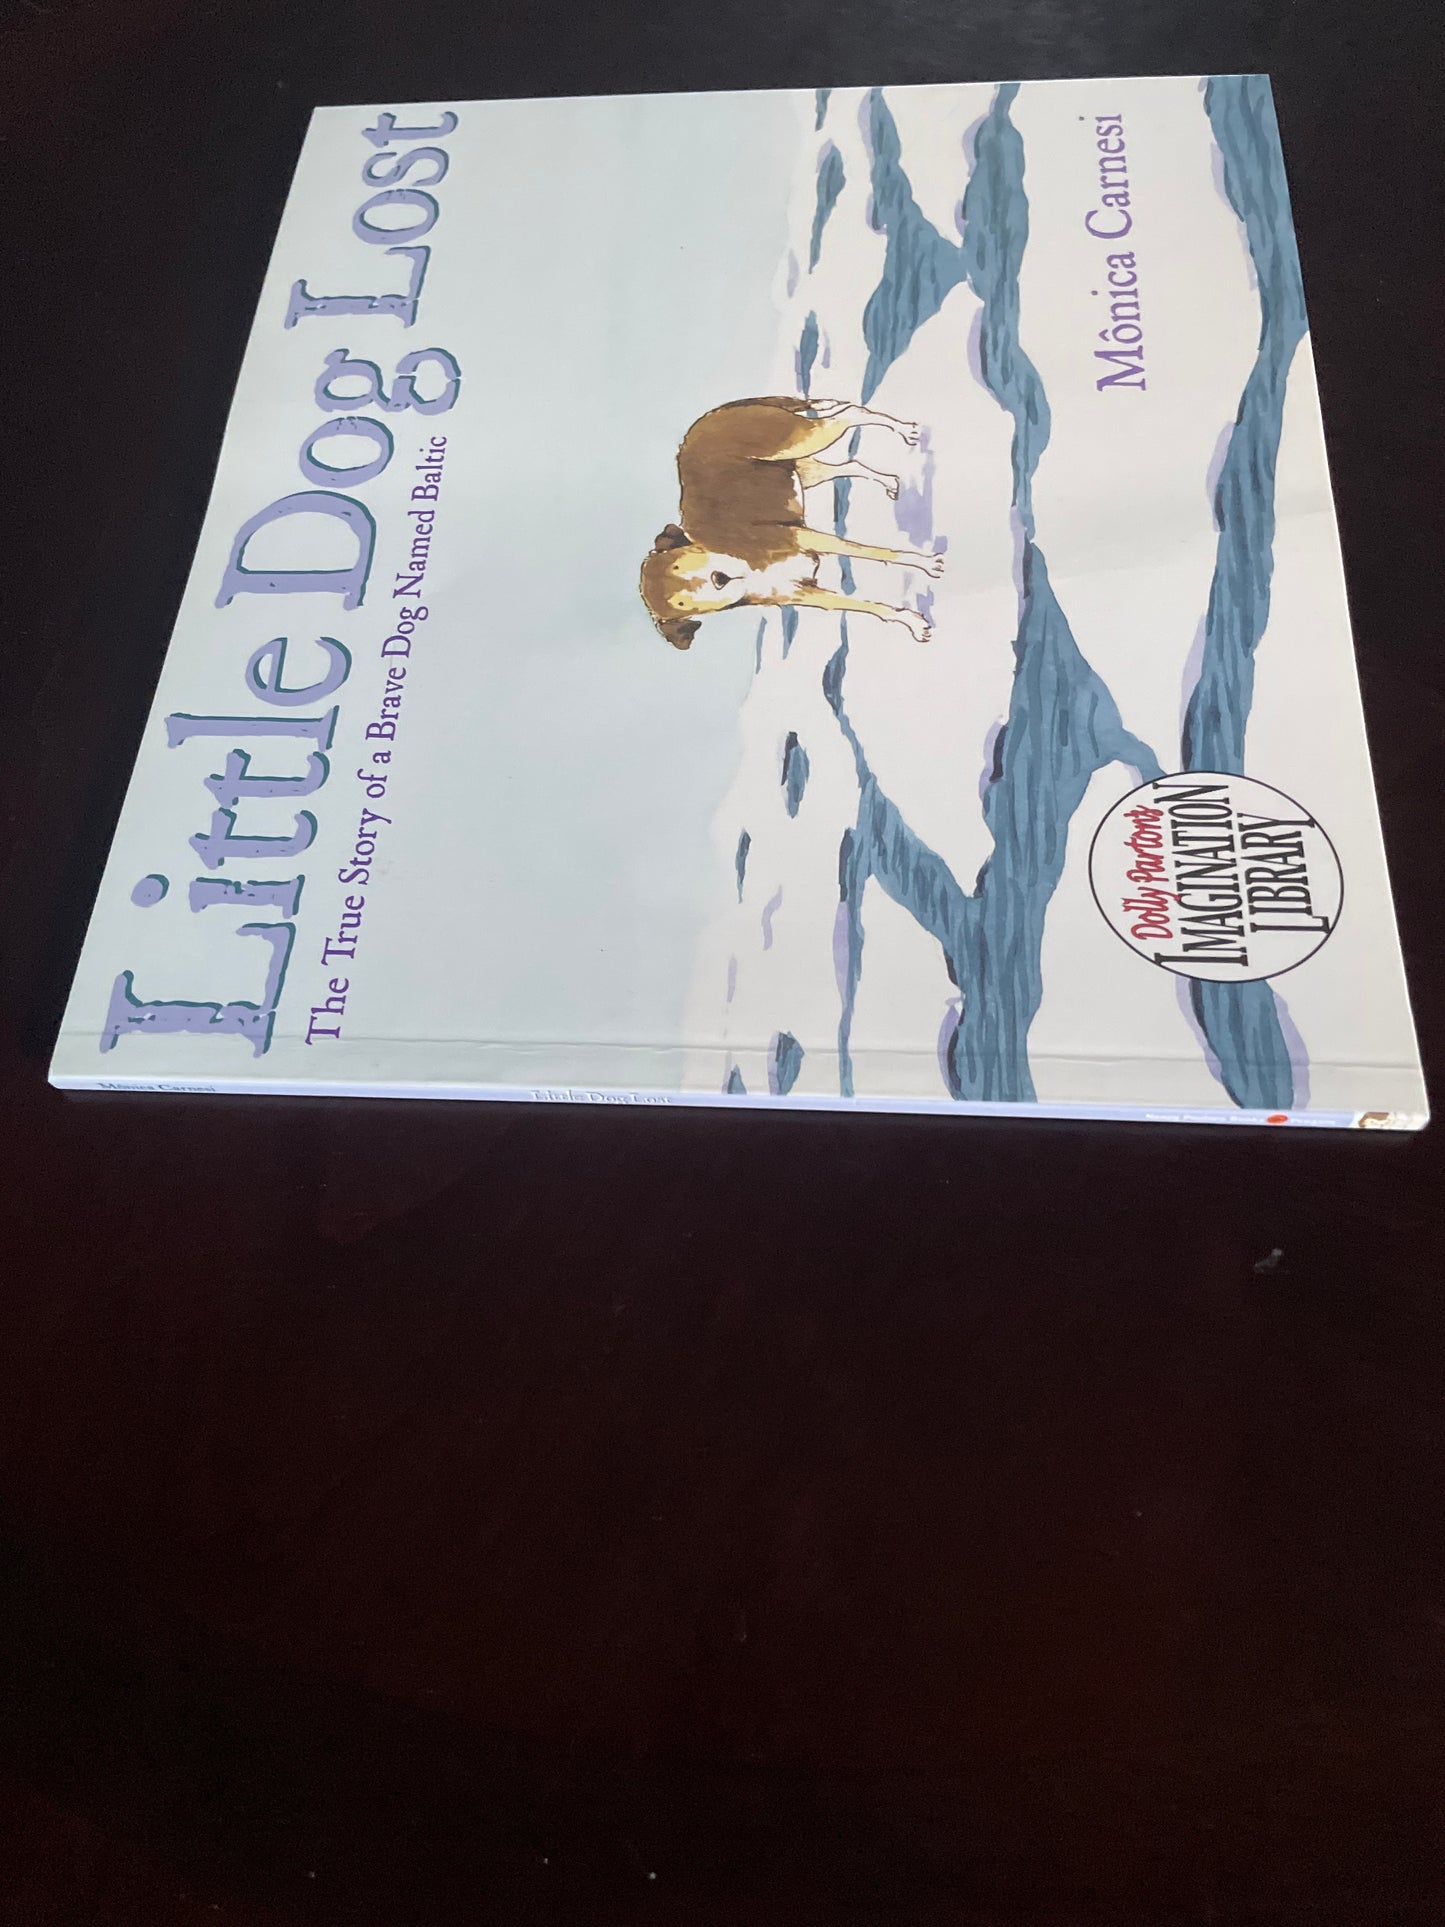 Little Dog Lost
The True Story of a Brave Dog Named Baltic
Mônica Carnesi
Dolly Parton's
IMAGINATION
LIBRARY
Mônica Carnesi
Little Dog Lost